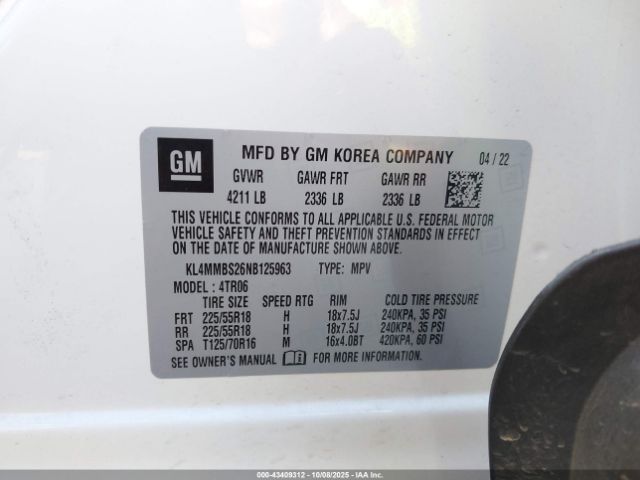 GM
MFD BY GM KOREA COMPANY 04 / 22
GVWR GAWR FRT GAWR RR
4211 LB 2336 LB 2336 LB
THIS VEHICLE CONFORMS TO ALL APPLICABLE U.S. FEDERAL MOTOR
VEHICLE SAFETY AND THEFT PREVENTION STANDARDS IN EFFECT
ON THE DATE OF MANUFACTURE SHOWN ABOVE.
KL4MMBS26NB125963 TYPE: MPV
MODEL : 4TR06
TIRE SIZE SPEED RTG RIM COLD TIRE PRESSURE
FRT 225/55R18 H 18x7.5J 240KPA, 35 PSI
RR 225/55R18 H 18x7.5J 240KPA, 35 PSI
SPA T125/70R16 M 16x4.0BT 420KPA, 60 PSI
SEE OWNER'S MANUAL FOR MORE INFORMATION
000-43409312 - 10/08/2025 - IAAI.COM